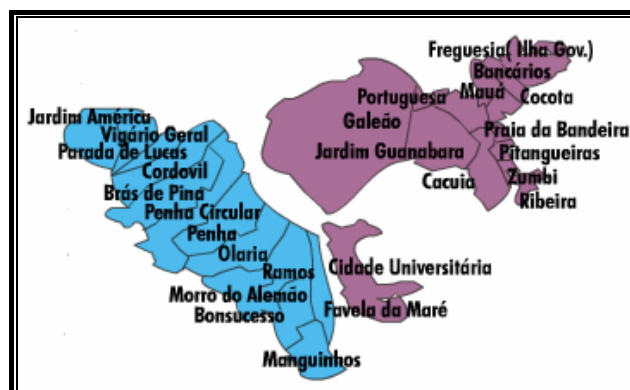 Freguesia( Ilha Gov.)
Bancários
Mauá
Cocota
Portuguesa
Galeão
Praia da Bandeira
Jardim Guanabara
Pitangueiras
Cacuia
Zumbi
Ribeira
Jardim América
Vigário Geral
Parada de Lucas
Cordovil
Brás de Pina
Penha Circular
Penha
Olaria
Ramos
Cidade Universitária
Morro do Alemão
Favela da Maré
Bonsucesso
Manguinhos